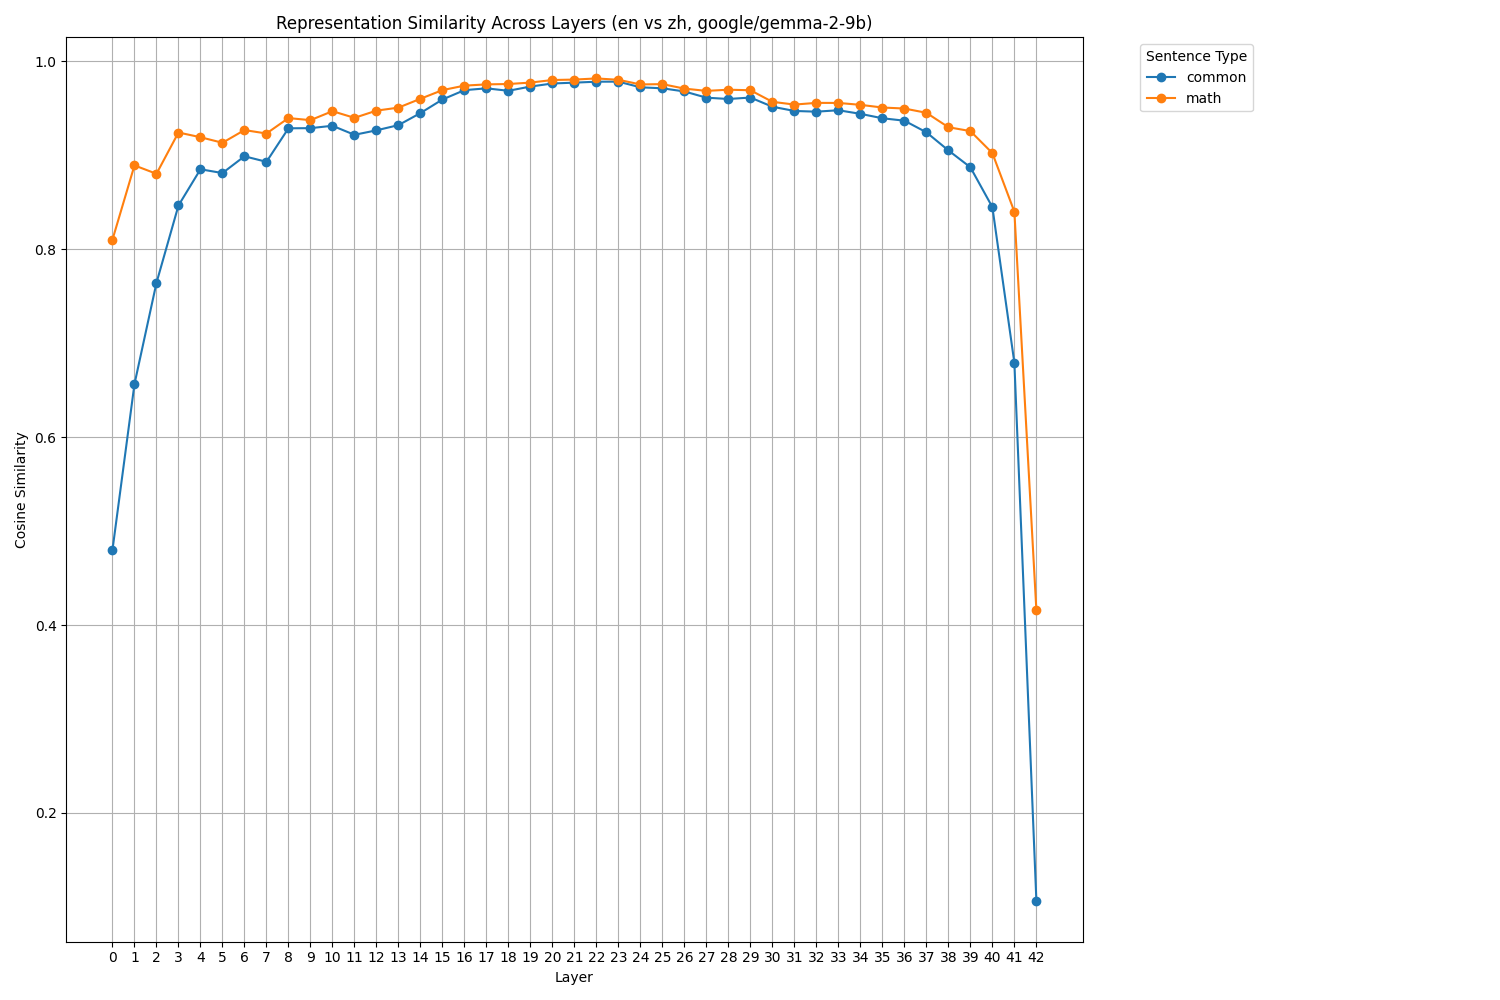 Representation Similarity Across Layers (en vs zh, google/gemma-2-9b)
Sentence Type
common
math
Cosine Similarity
1.0
0.8
0.6
0.4
0.2
0 1 2 3 4 5 6 7 8 9 10 11 12 13 14 15 16 17 18 19 20 21 22 23 24 25 26 27 28 29 30 31 32 33 34 35 36 37 38 39 40 41 42
Layer